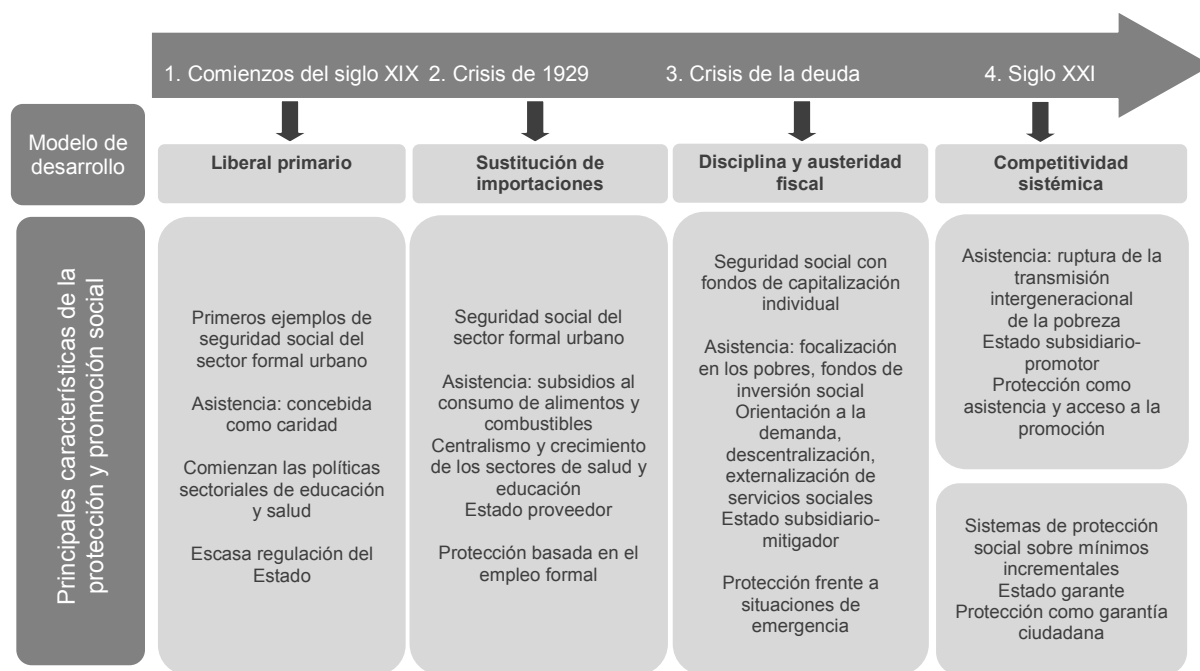 1. Comienzos del siglo XIX
2. Crisis de 1929
3. Crisis de la deuda
4. Siglo XXI
Modelo de
desarrollo
Liberal primario
Sustitución de
importaciones
Disciplina y austeridad
fiscal
Competitividad
sistémica
Principales características de la
protección y promoción social
Primeros ejemplos de
seguridad social del
sector formal urbano
Asistencia: concebida
como caridad
Comienzan las políticas
sectoriales de educación
y salud
Escasa regulación del
Estado
Seguridad social del
sector formal urbano
Asistencia: subsidios al
consumo de alimentos y
combustibles
Centralismo y crecimiento
de los sectores de salud y
educación
Estado proveedor
Protección basada en el
empleo formal
Seguridad social con
fondos de capitalización
individual
Asistencia: focalización
en los pobres, fondos de
inversión social
Orientación a la
demanda,
descentralización,
externalización de
servicios sociales
Estado subsidiario-
mitigador
Protección frente a
situaciones de
emergencia
Asistencia: ruptura de la
transmisión
intergeneracional
de la pobreza
Estado subsidiario-
promotor
Protección como
asistencia y acceso a la
promoción
Sistemas de protección
social sobre mínimos
incrementales
Estado garante
Protección como garantía
ciudadana